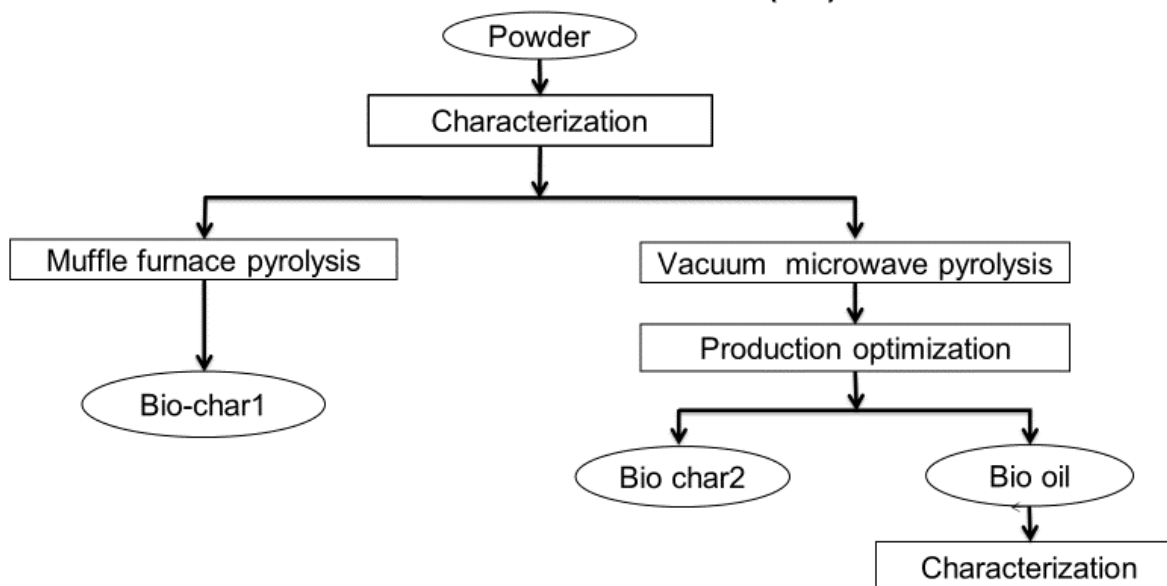 Powder
Characterization
Muffle furnace pyrolysis
Vacuum microwave pyrolysis
Production optimization
Bio-char1
Bio char2
Bio oil
Characterization